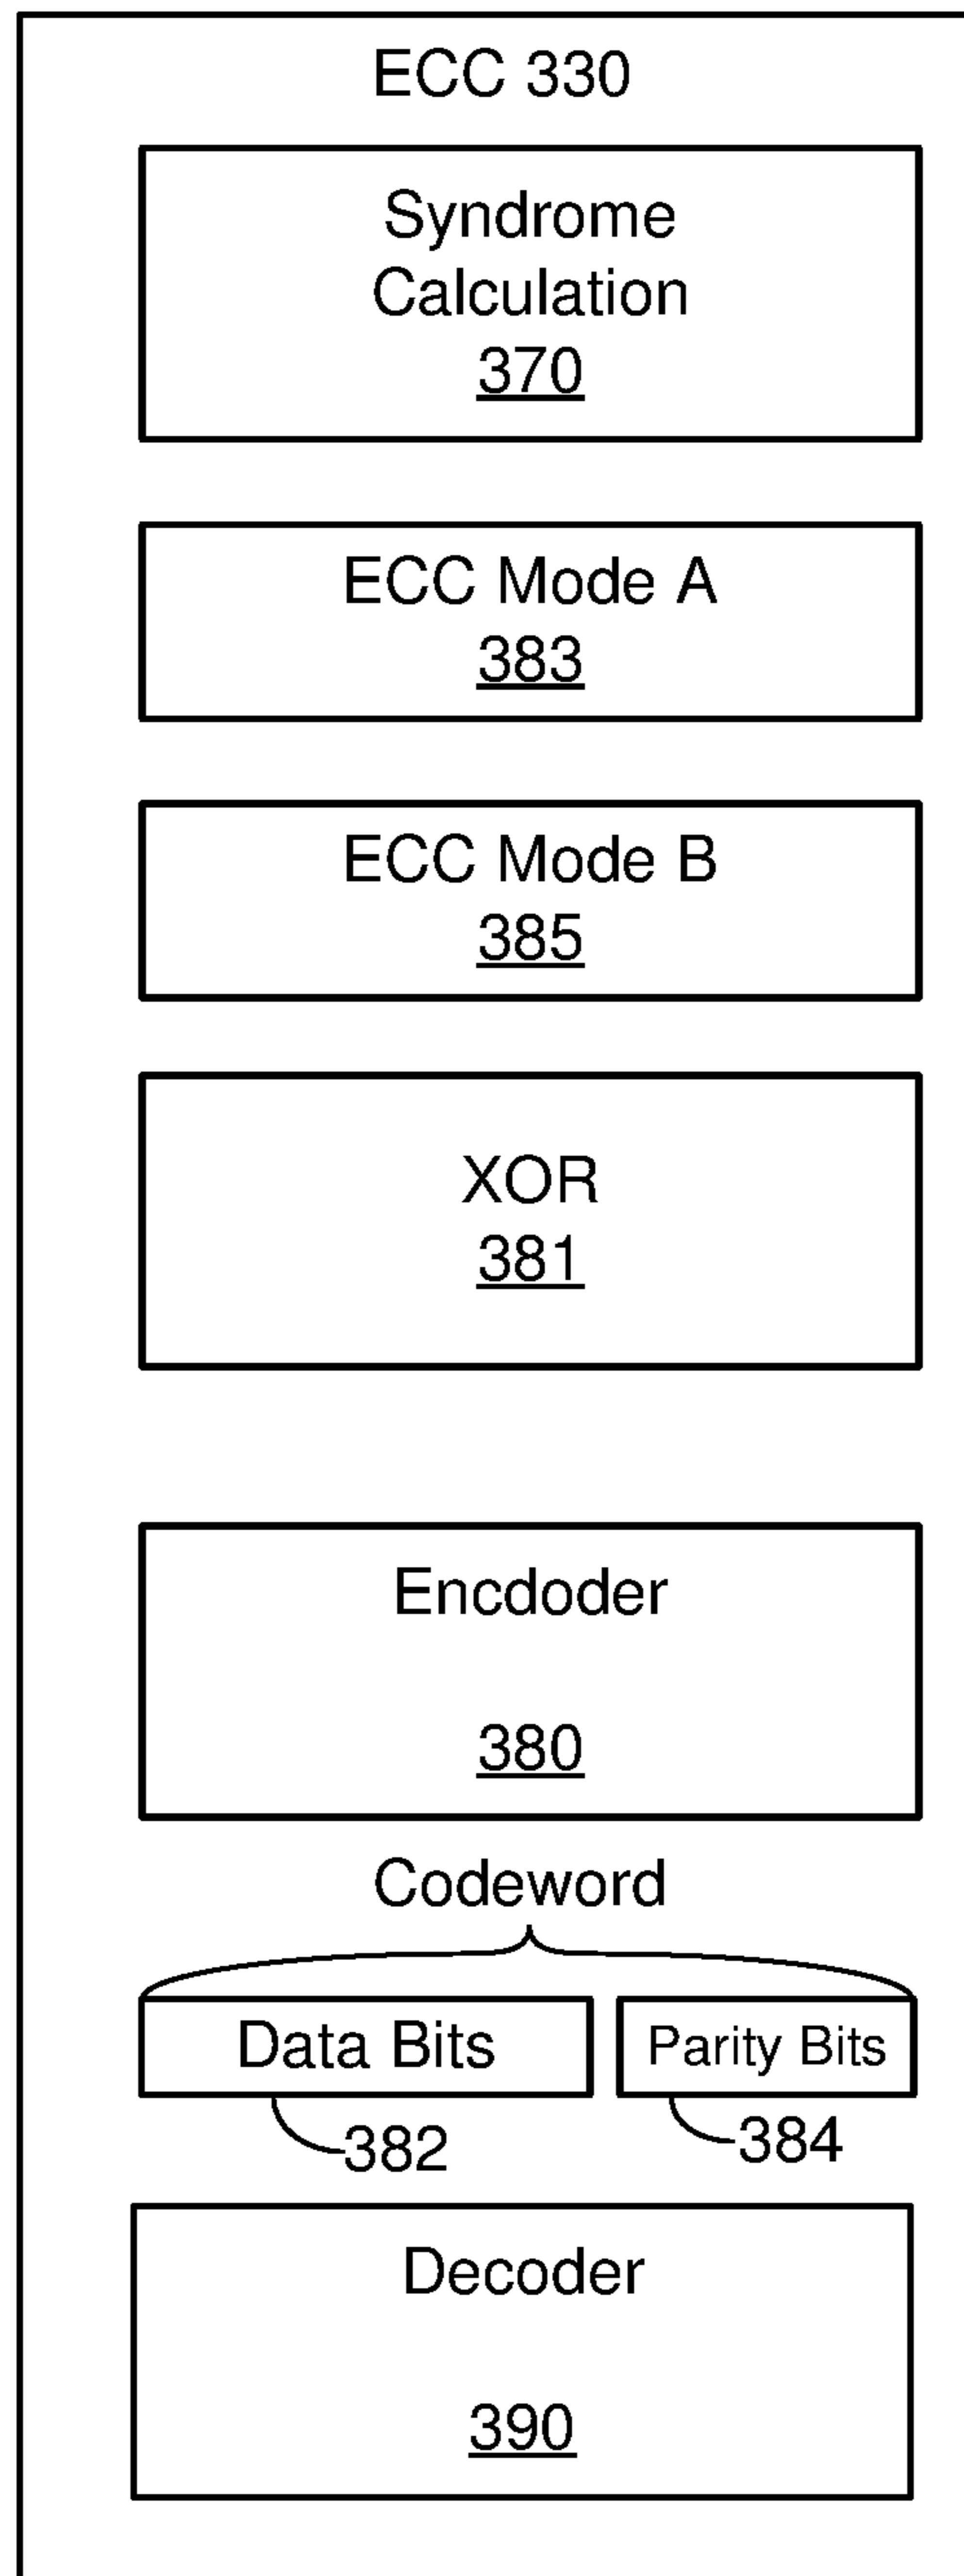 ECC 330
Syndrome
Calculation
370
ECC Mode A
383
ECC Mode B
385
XOR
381
Encdoder
380
Codeword
Data Bits
Parity Bits
382
384
Decoder
390